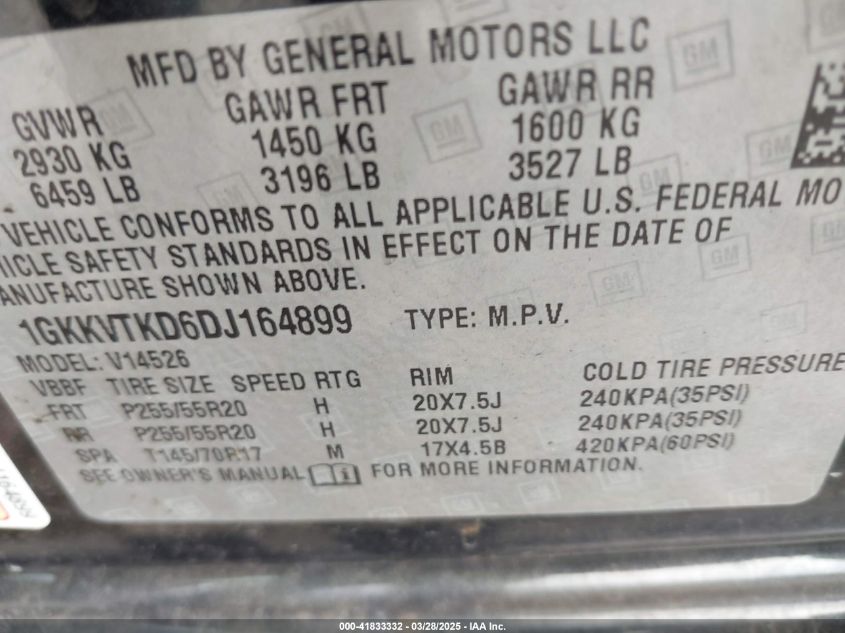 MFD BY GENERAL MOTORS LLC
GVWR GAWR FRT GAWR RR
2930 KG 1450 KG 1600 KG
6459 LB 3196 LB 3527 LB
VEHICLE CONFORMS TO ALL APPLICABLE U.S. FEDERAL MO
ICLE SAFETY STANDARDS IN EFFECT ON THE DATE OF
ANUFACTURE SHOWN ABOVE.
1GKKVTKD6DJ164899 TYPE: M.P.V.
MODEL: V14526
VBBF TIRE SIZE SPEED RTG RIM COLD TIRE PRESSURE
FRT P255/55R20 H 20X7.5J 240KPA(35PSI)
RR P255/55R20 H 20X7.5J 240KPA(35PSI)
SPA T145/70R17 M 17X4.5B 420KPA(60PSI)
SEE OWNER'S MANUAL FOR MORE INFORMATION.
000-41833332 / 03/28/2025 - IAA Inc.